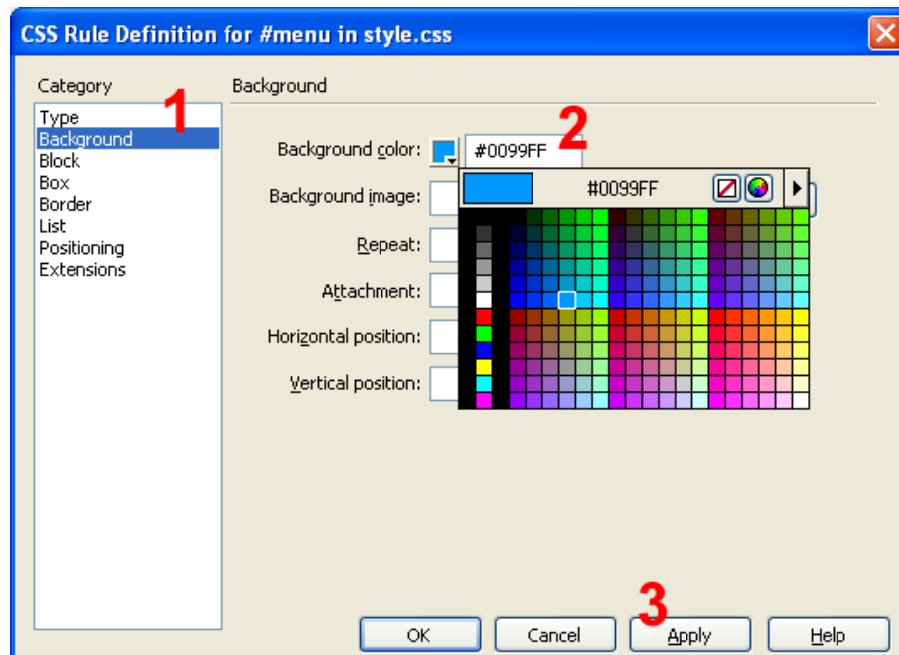 CSS Rule Definition for #menu in style.css
Category
Background
1
Type
Background
Block
Box
Border
List
Positioning
Extensions
2
Background color: #0099FF
#0099FF
Background image:
Repeat:
Attachment:
Horizontal position:
Vertical position:
3
OK Cancel Apply Help